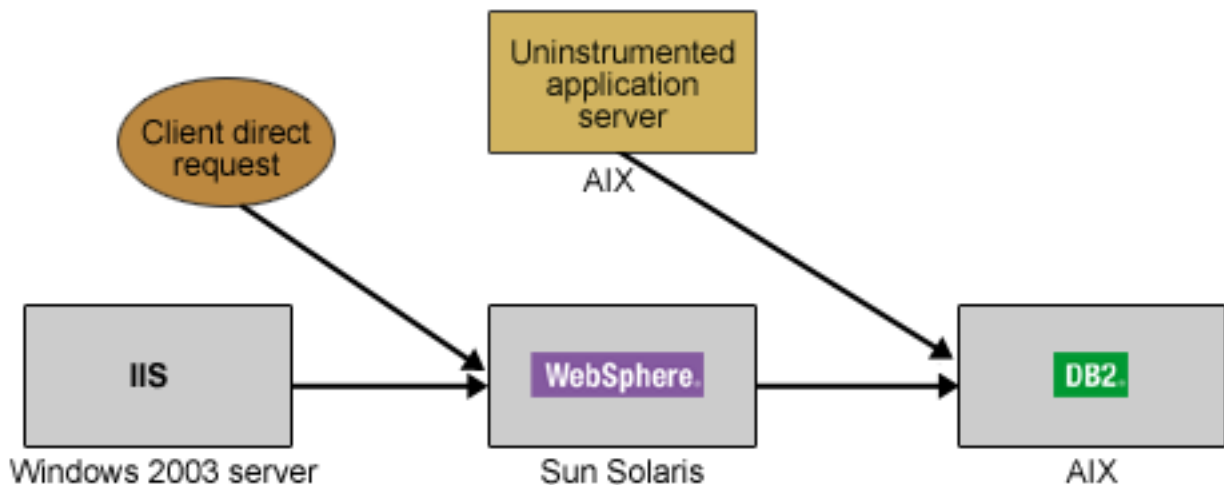 Uninstrumented
application
server
AIX
Client direct
request
IIS
Windows 2003 server
WebSphere®
Sun Solaris
DB2®
AIX